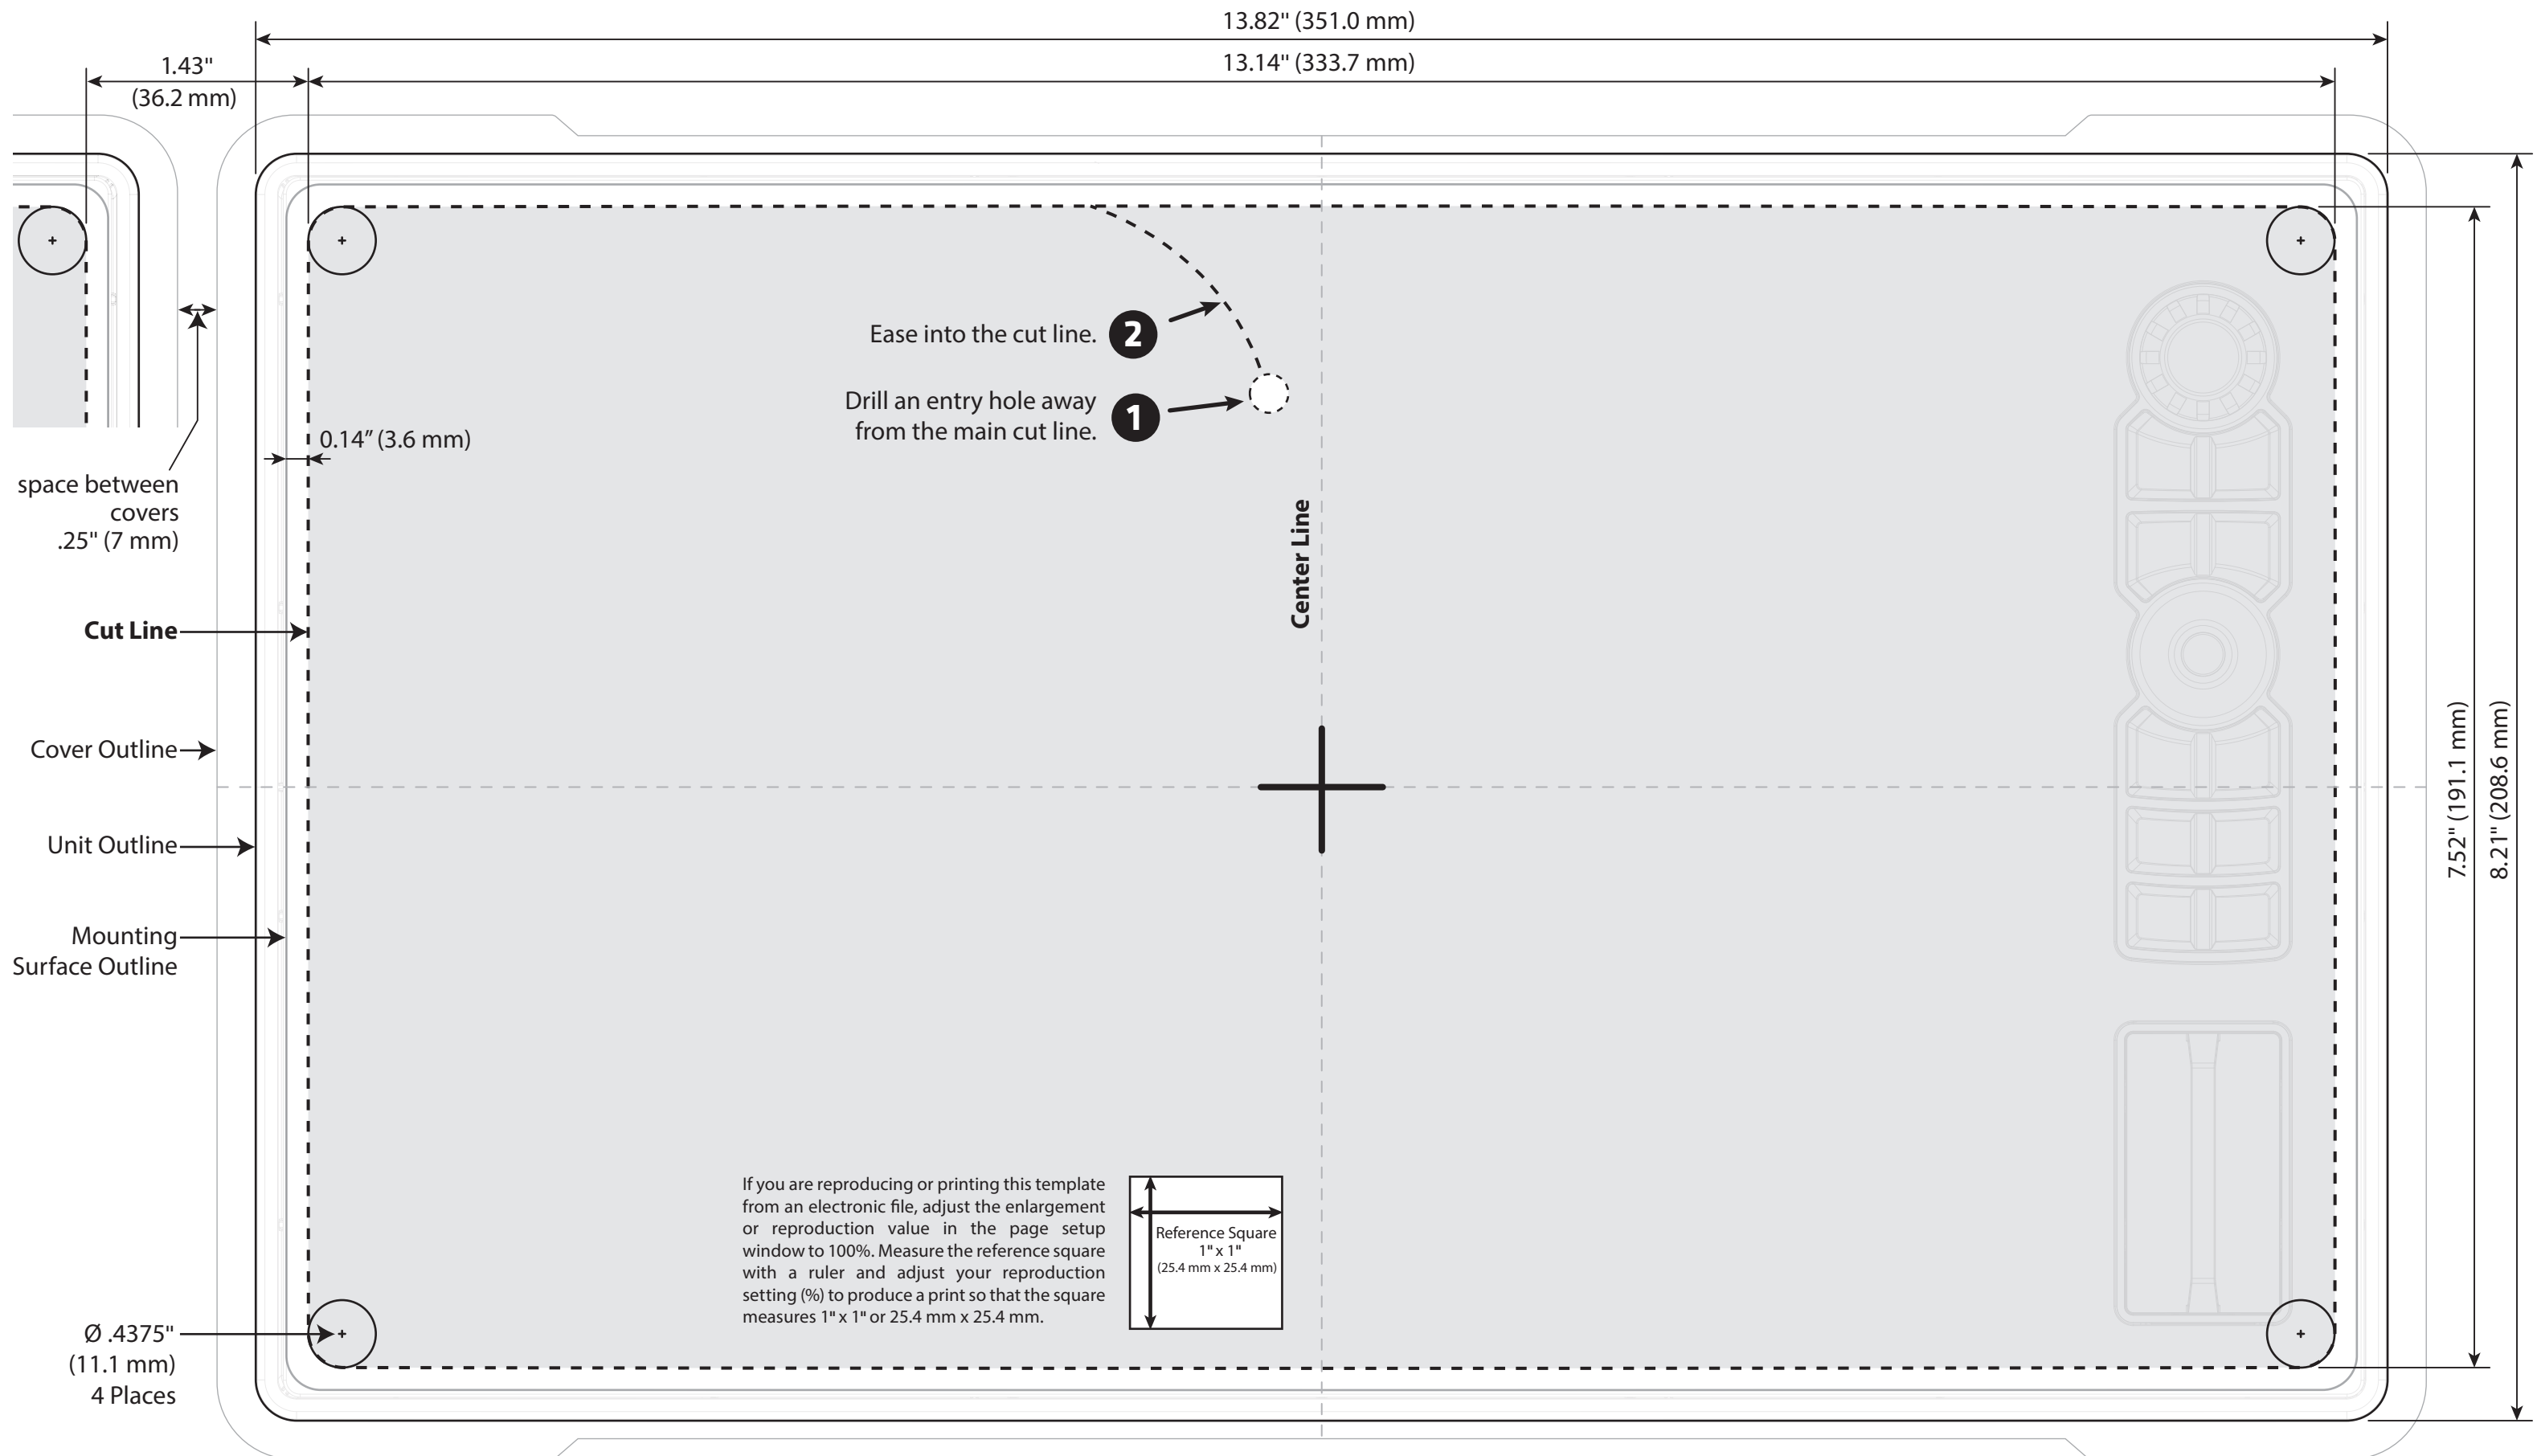 13.82" (351.0 mm)
13.14" (333.7 mm)
1.43"
(36.2 mm)
Ease into the cut line.
2
Drill an entry hole away
from the main cut line.
1
0.14” (3.6 mm)
space between
covers
.25" (7 mm)
Center Line
Cut Line
Cover Outline
Unit Outline
Mounting
Surface Outline
7.52" (191.1 mm)
8.21" (208.6 mm)
If you are reproducing or printing this template
from an electronic file, adjust the enlargement
or reproduction value in the page setup
window to 100%. Measure the reference square
with a ruler and adjust your reproduction
setting (%) to produce a print so that the square
measures 1" x 1" or 25.4 mm x 25.4 mm.
Reference Square
1" x 1"
(25.4 mm x 25.4 mm)
Ø .4375"
(11.1 mm)
4 Places